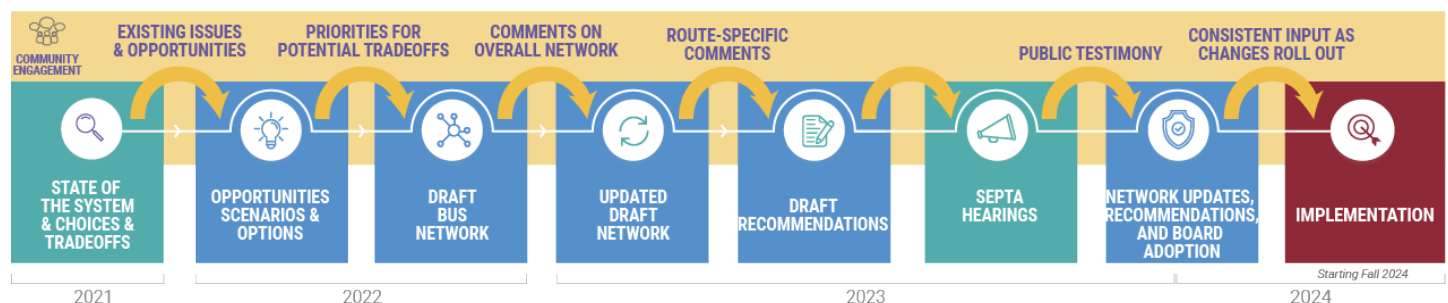 COMMUNITY
ENGAGEMENT
EXISTING ISSUES
& OPPORTUNITIES
PRIORITIES FOR
POTENTIAL TRADEOFFS
COMMENTS ON
OVERALL NETWORK
ROUTE-SPECIFIC
COMMENTS
PUBLIC TESTIMONY
CONSISTENT INPUT AS
CHANGES ROLL OUT
STATE OF
THE SYSTEM
& CHOICES &
TRADEOFFS
OPPORTUNITIES
SCENARIOS &
OPTIONS
DRAFT
BUS
NETWORK
UPDATED
DRAFT
NETWORK
DRAFT
RECOMMENDATIONS
SEPTA
HEARINGS
NETWORK UPDATES,
RECOMMENDATIONS,
AND BOARD
ADOPTION
IMPLEMENTATION
Starting Fall 2024
2021
2022
2023
2024